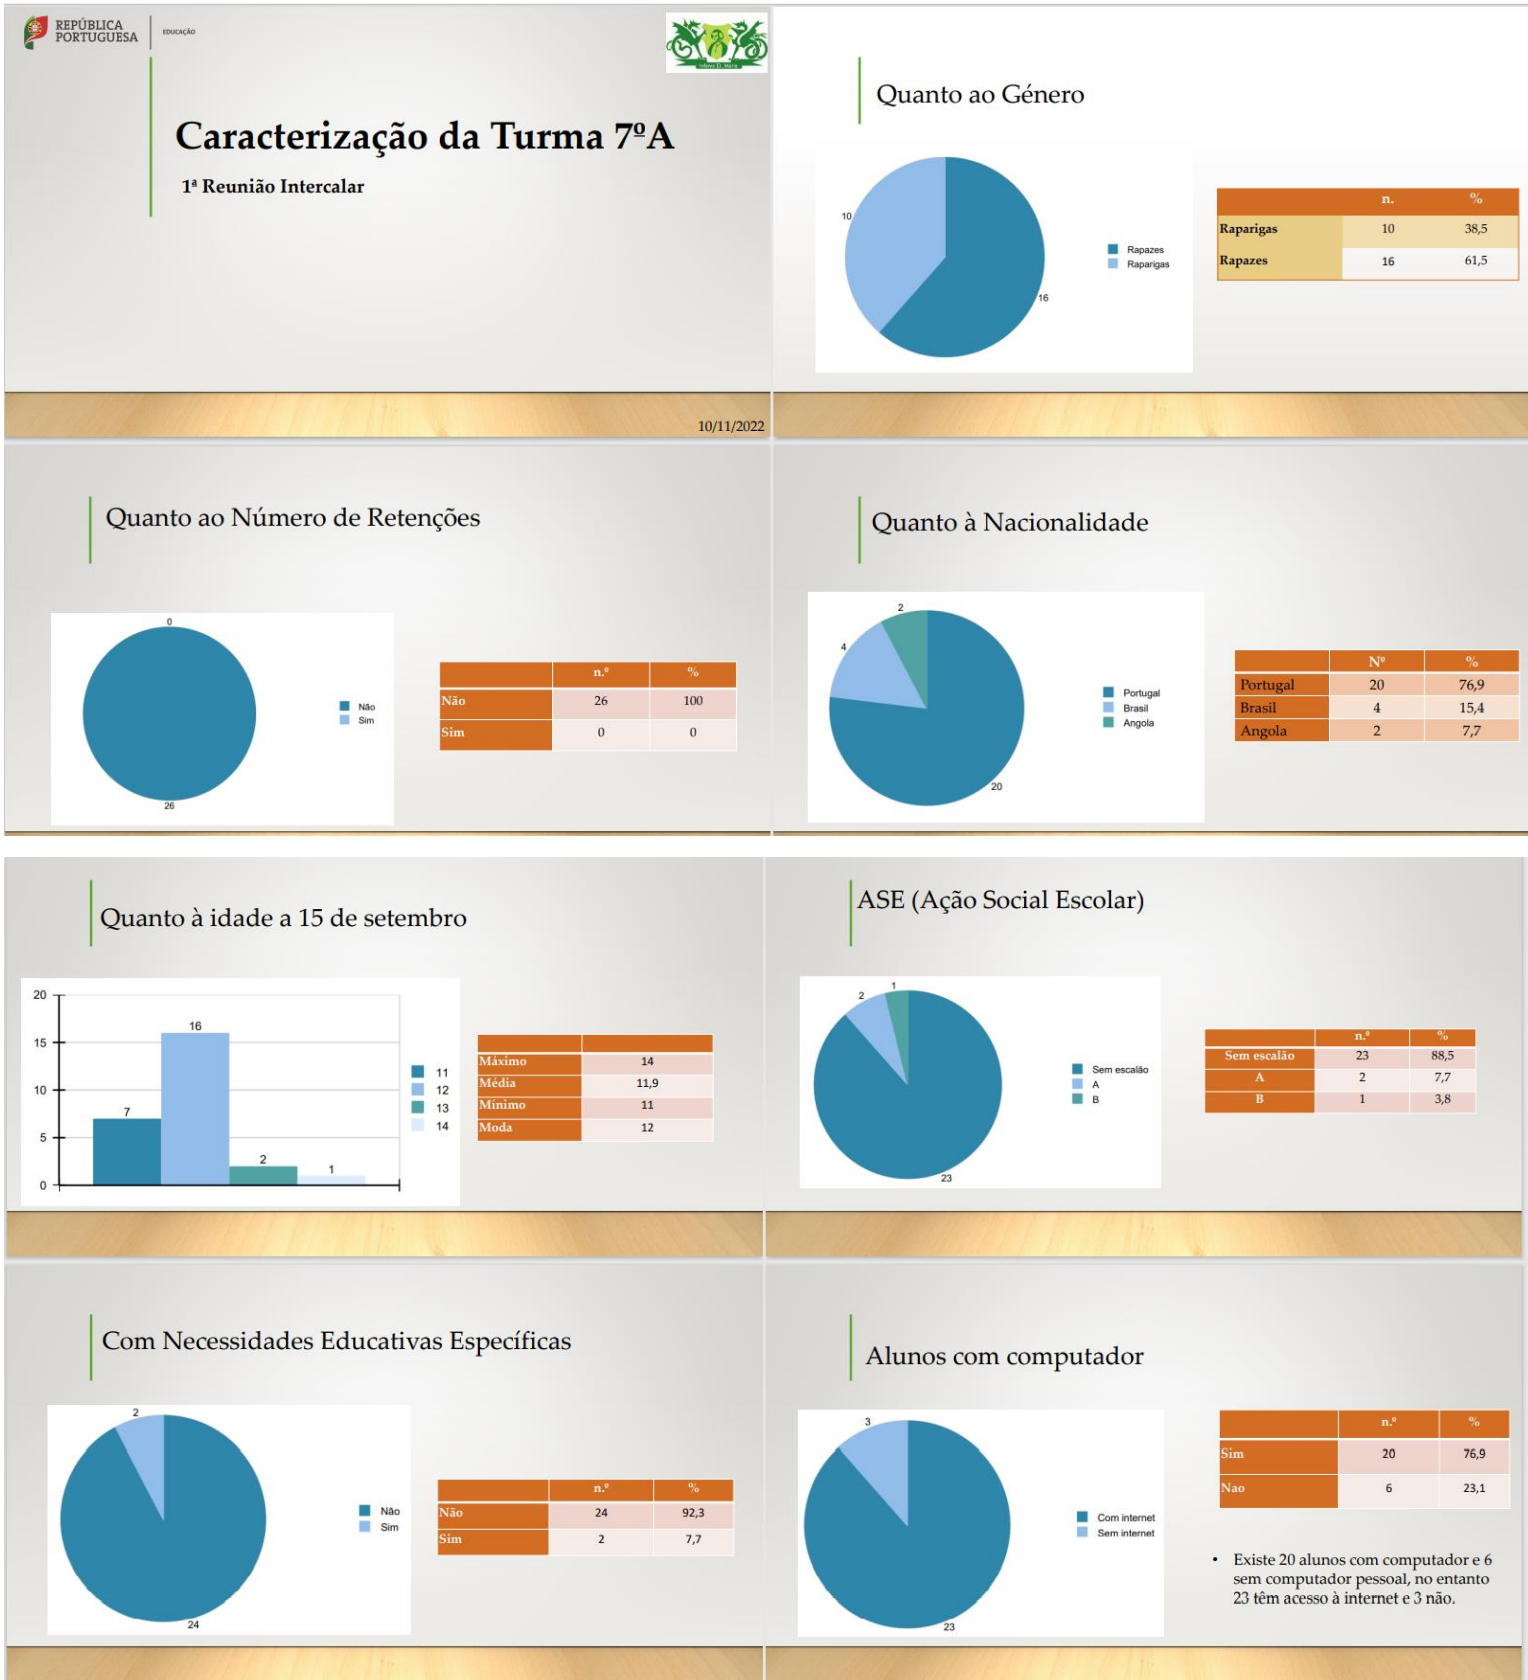 REPÚBLICA
PORTUGUESA
EDUCAÇÃO
Infanta D. Maria
Caracterização da Turma 7ºA
1ª Reunião Intercalar
10/11/2022
Quanto ao Género
10
16
Rapazes
Raparigas
n. %
Raparigas 10 38,5
Rapazes 16 61,5
Quanto ao Número de Retenções
0
26
Não
Sim
n.º %
Não 26 100
Sim 0 0
Quanto à Nacionalidade
2
4
20
Portugal
Brasil
Angola
Nº %
Portugal 20 76,9
Brasil 4 15,4
Angola 2 7,7
Quanto à idade a 15 de setembro
20
15
10
5
0
7
16
2
1
11
12
13
14
Máximo 14
Média 11,9
Mínimo 11
Moda 12
ASE (Ação Social Escolar)
1
2
23
Sem escalão
A
B
n.º %
Sem escalão 23 88,5
A 2 7,7
B 1 3,8
Com Necessidades Educativas Específicas
2
24
Não
Sim
n.º %
Não 24 92,3
Sim 2 7,7
Alunos com computador
3
23
Com internet
Sem internet
n.º %
Sim 20 76,9
Nao 6 23,1
• Existe 20 alunos com computador e 6
sem computador pessoal, no entanto
23 têm acesso à internet e 3 não.